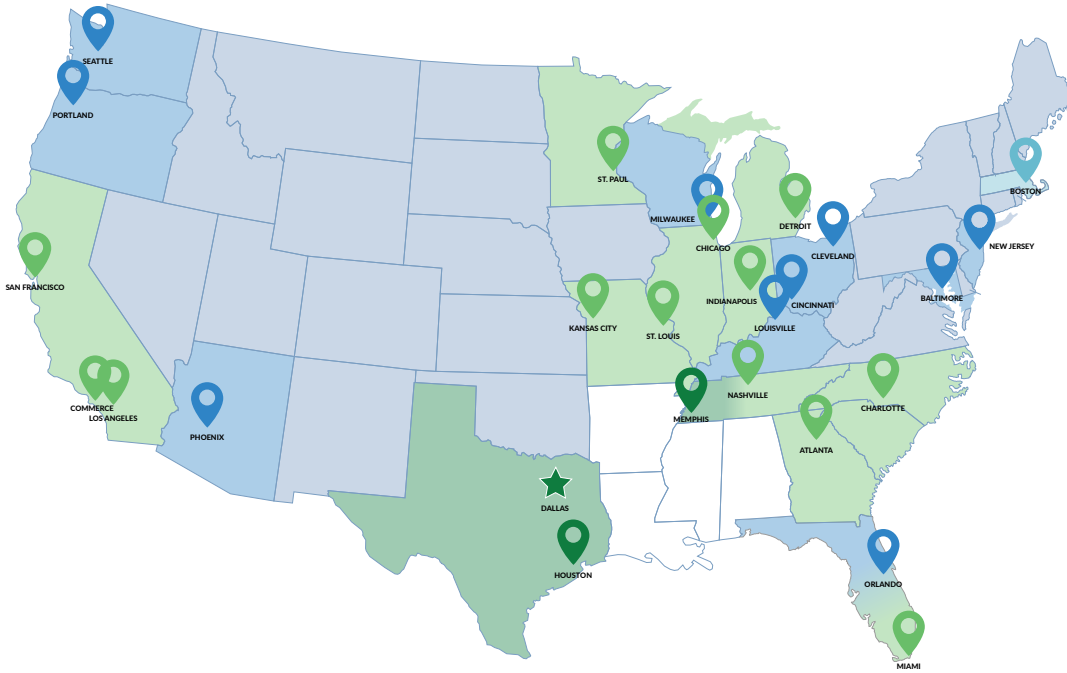 SEATTLE
PORTLAND
ST. PAUL
BOSTON
MILWAUKEE
DETROIT
CHICAGO
NEW JERSEY
CLEVELAND
SAN FRANCISCO
BALTIMORE
INDIANAPOLIS
CINCINNATI
KANSAS CITY
LOUISVILLE
ST. LOUIS
NASHVILLE
COMMERCE
CHARLOTTE
LOS ANGELES
MEMPHIS
PHOENIX
ATLANTA
DALLAS
HOUSTON
ORLANDO
MIAMI